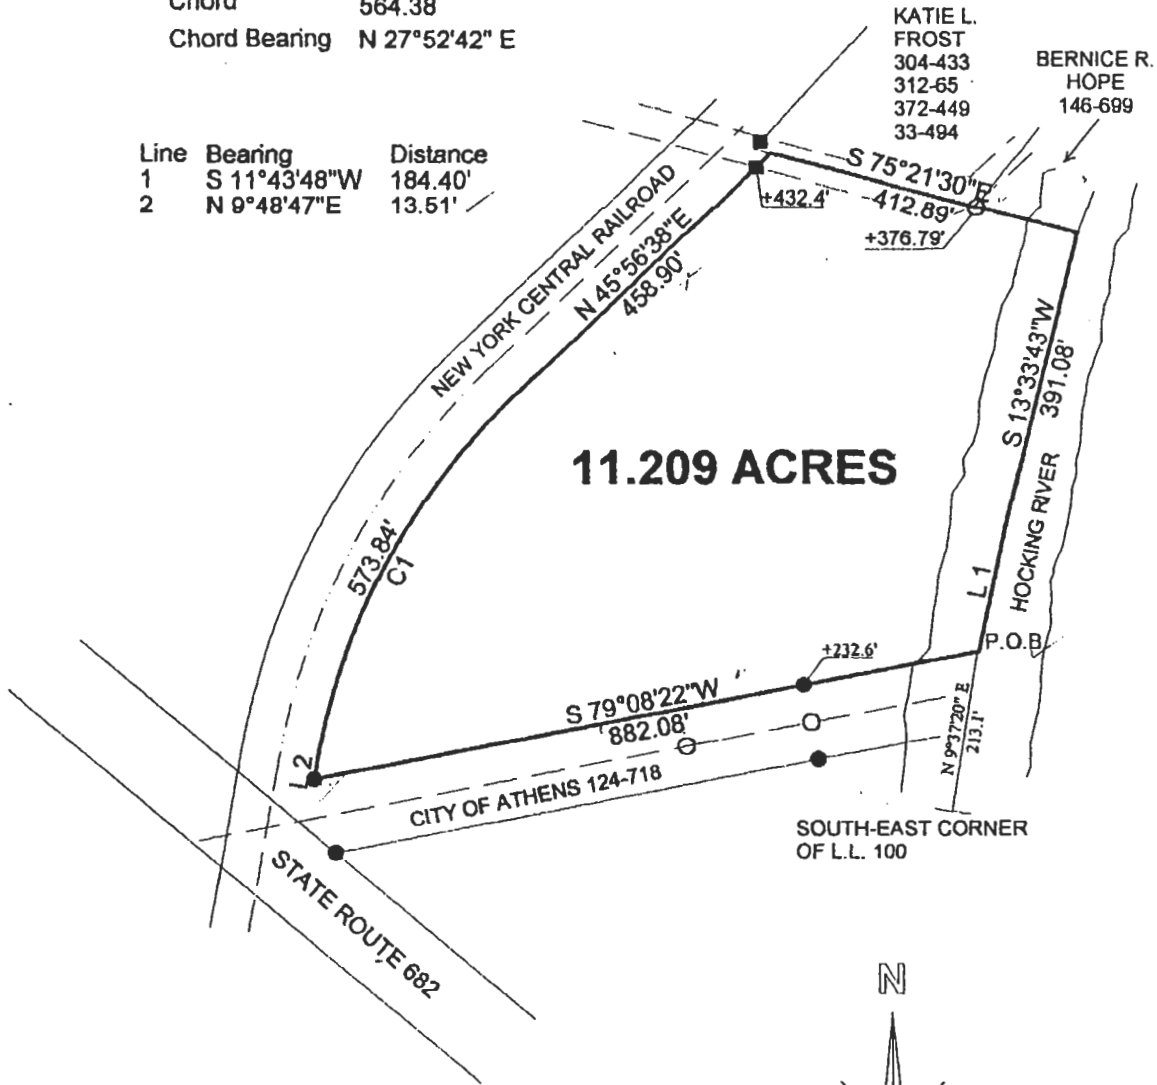 Chord 564.38
Chord Bearing N 27°52'42" E
KATIE L.
FROST
304-433
312-65
372-449
33-494
BERNICE R.
HOPE
146-699
Line Bearing Distance
1 S 11°43'48"W 184.40'
2 N 9°48'47"E 13.51'
S 75°21'30"E
412.89'
+432.4'
+376.79'
NEW YORK CENTRAL RAILROAD
N 45°56'38"E
458.90'
S 13°33'43"W
391.08'
11.209 ACRES
573.84'
C1
L 1
HOCKING RIVER
P.O.B.
+232.6'
S 79°08'22"W
882.08'
L 2
N 9°37'20" E
213.1'
CITY OF ATHENS 124-718
SOUTH-EAST CORNER
OF L.L. 100
STATE ROUTE 682
N